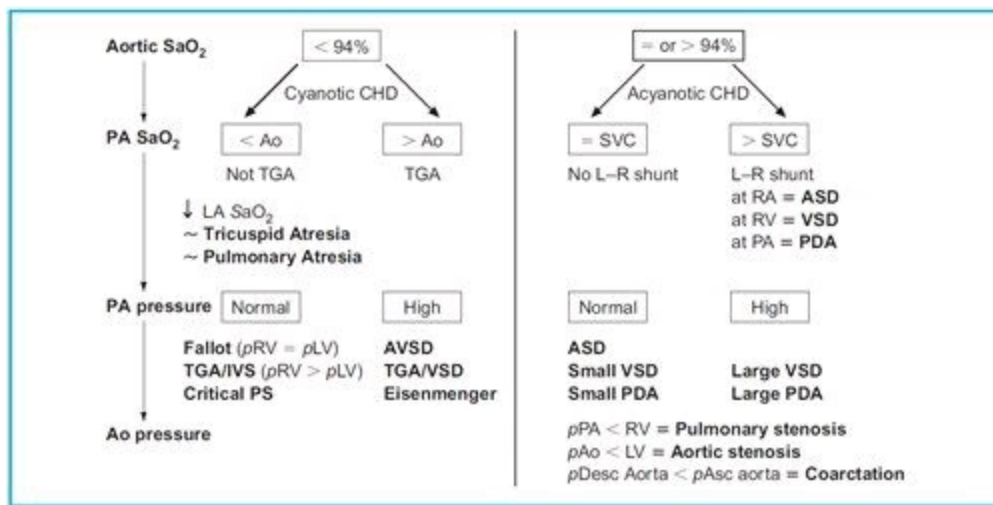 Aortic SaO₂
< 94%
= or > 94%
Cyanotic CHD
Acyanotic CHD
PA SaO₂
< Ao
> Ao
= SVC
> SVC
Not TGA
TGA
No L–R shunt
L–R shunt
at RA = ASD
at RV = VSD
at PA = PDA
↓ LA SaO₂
~ Tricuspid Atresia
~ Pulmonary Atresia
PA pressure
Normal
High
Normal
High
Fallot (pRV = pLV)
AVSD
ASD
TGA/IVS (pRV > pLV)
TGA/VSD
Small VSD
Large VSD
Critical PS
Eisenmenger
Small PDA
Large PDA
Ao pressure
pPA < RV = Pulmonary stenosis
pAo < LV = Aortic stenosis
pDesc Aorta < pAsc aorta = Coarctation